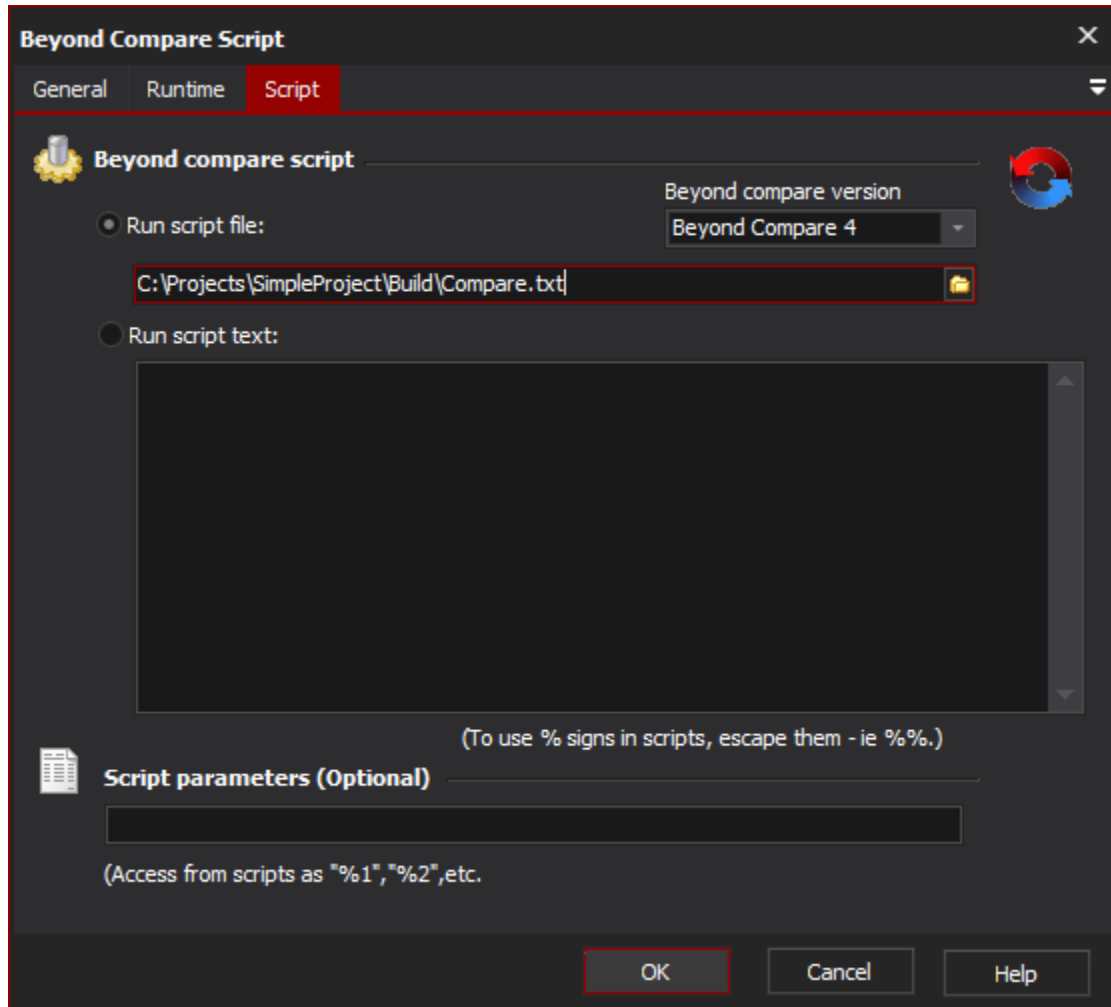 Beyond Compare Script
General Runtime Script
Beyond compare script
Beyond compare version
Run script file:
Beyond Compare 4
C:\Projects\SimpleProject\Build\Compare.txt
Run script text:
(To use % signs in scripts, escape them - ie %%.)
Script parameters (Optional)
(Access from scripts as "%1","%2",etc.
OK Cancel Help